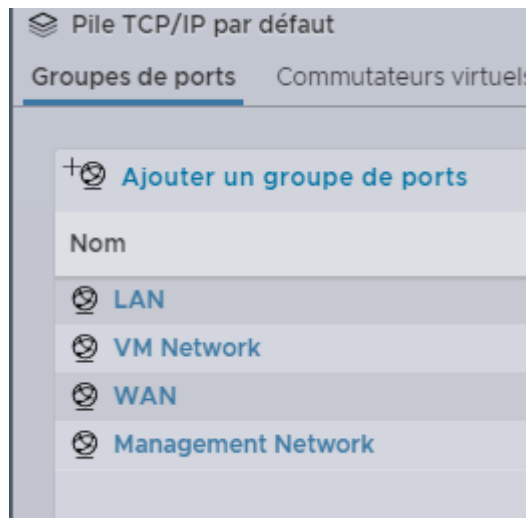 Pile TCP/IP par défaut
Groupes de ports Commutateurs virtuels
Ajouter un groupe de ports
Nom
LAN
VM Network
WAN
Management Network